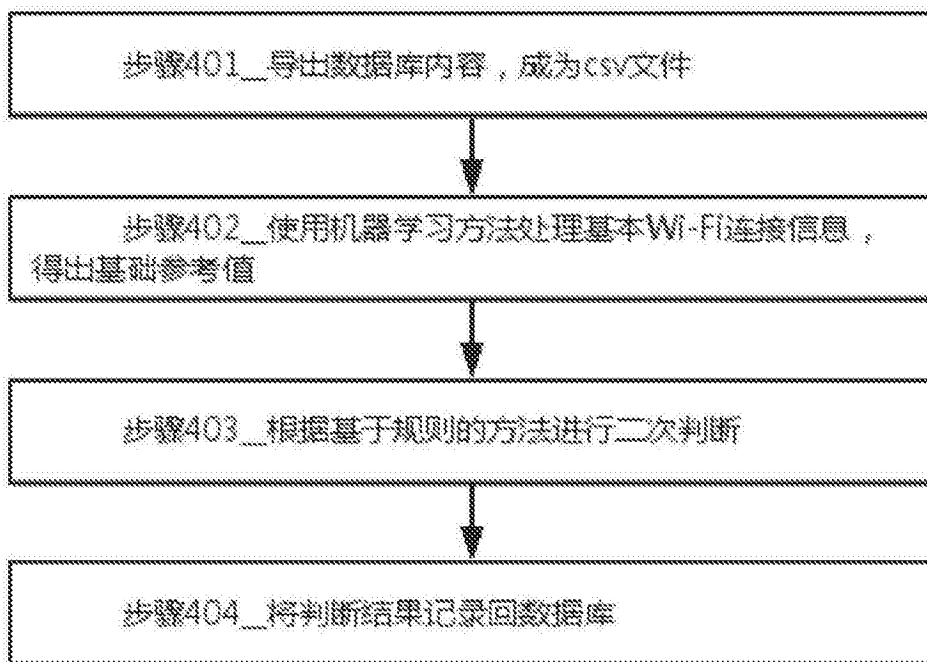 步骤401__导出数据库内容，成为csv文件
步骤402__使用机器学习方法处理基本Wi-Fi连接信息，
得出基础参考值
步骤403__根据基于规则的方法进行二次判断
步骤404__将判断结果记录回数据库